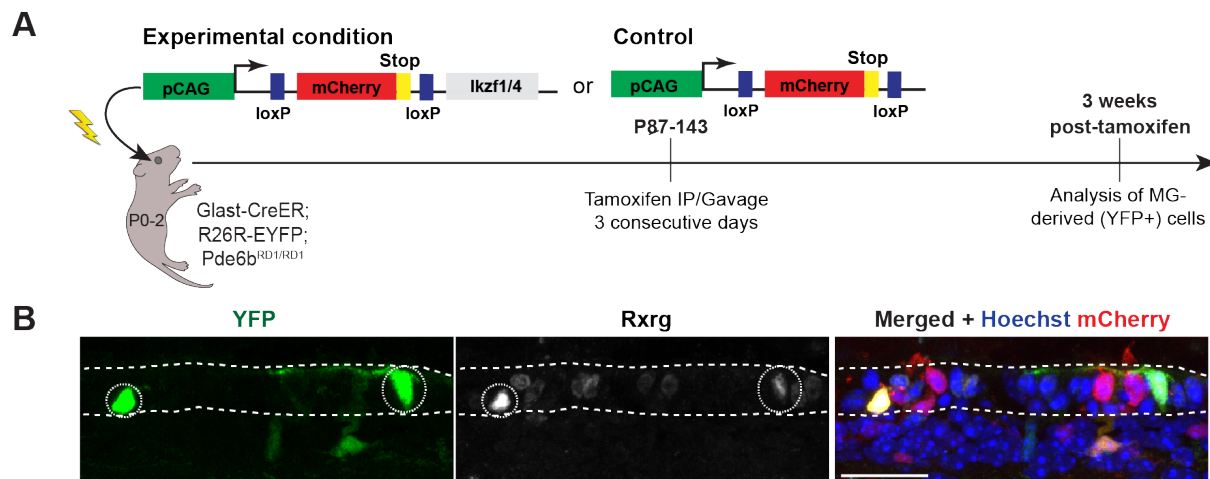 A
Experimental condition
Control
pCAG
loxP
mCherry
Stop
loxP
Ikzf1/4
or
pCAG
loxP
mCherry
Stop
loxP
P87-143
3 weeks
post-tamoxifen
P0-2
Glast-CreER;
R26R-EYFP;
Pde6bRD1/RD1
Tamoxifen IP/Gavage
3 consecutive days
Analysis of MG-
derived (YFP+) cells
B
YFP
Rxrg
Merged + Hoechst mCherry